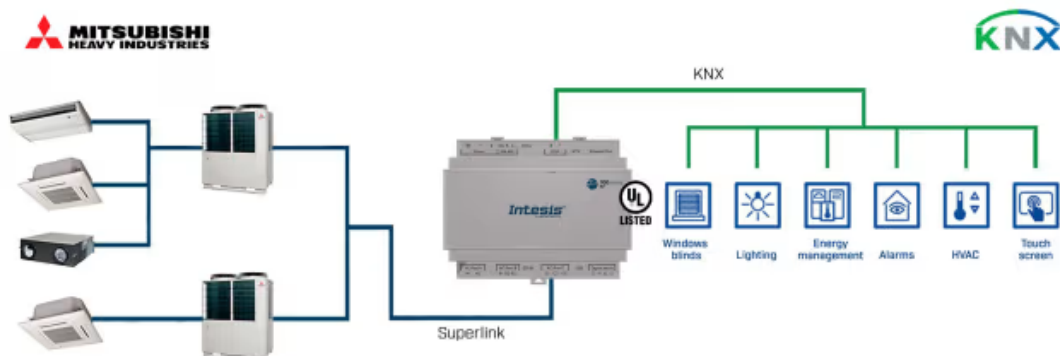 MITSUBISHI
HEAVY INDUSTRIES
KNX
KNX
Intesis
UL
LISTED
Windows
blinds
Lighting
Energy
management
Alarms
HVAC
Touch
screen
Superlink